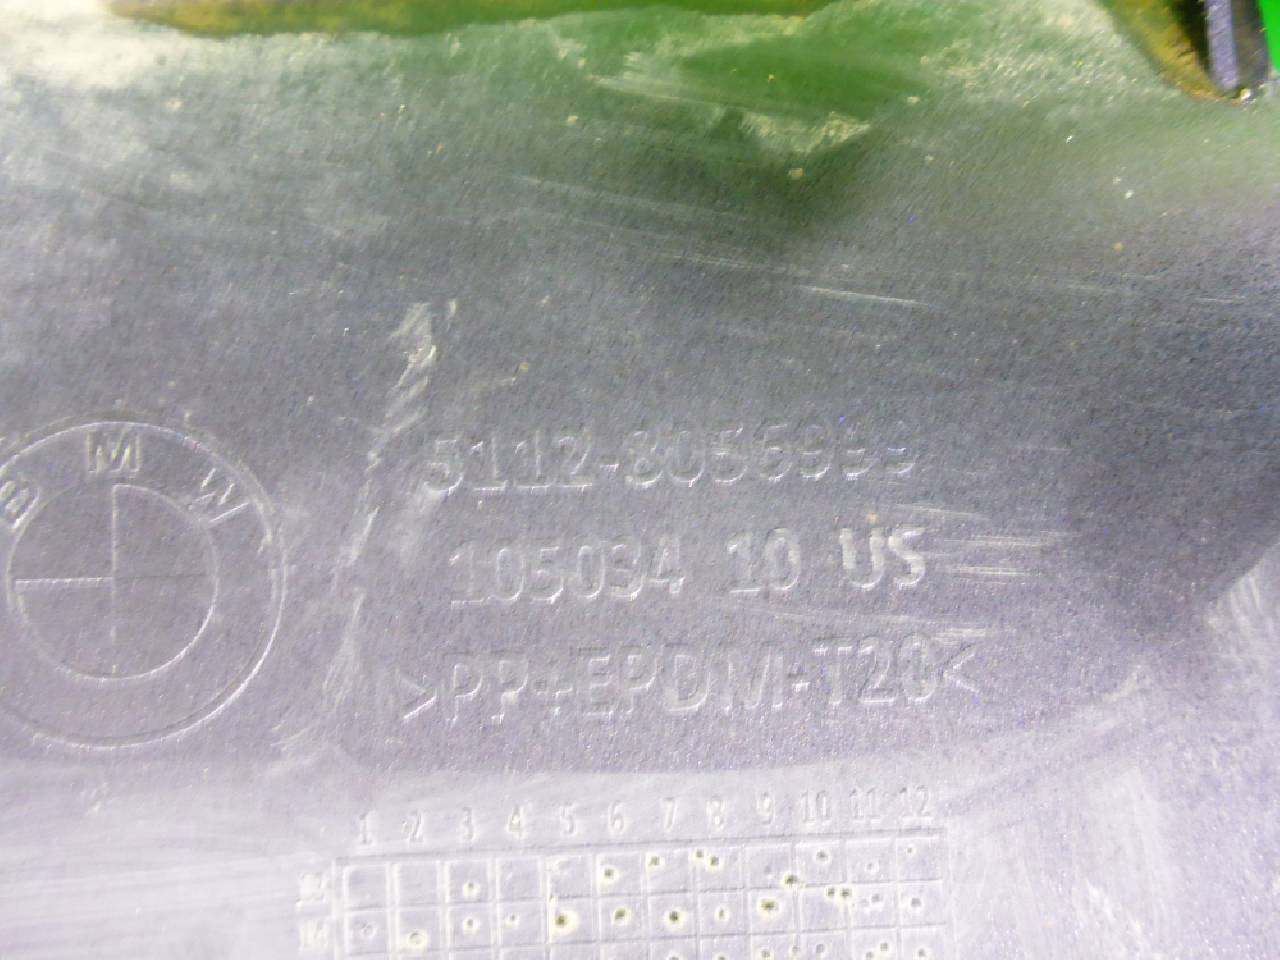 BMW
5112-8056999
105034 10 US
>PP+EPDM-T20<
1 2 3 4 5 6 7 8 9 10 11 12